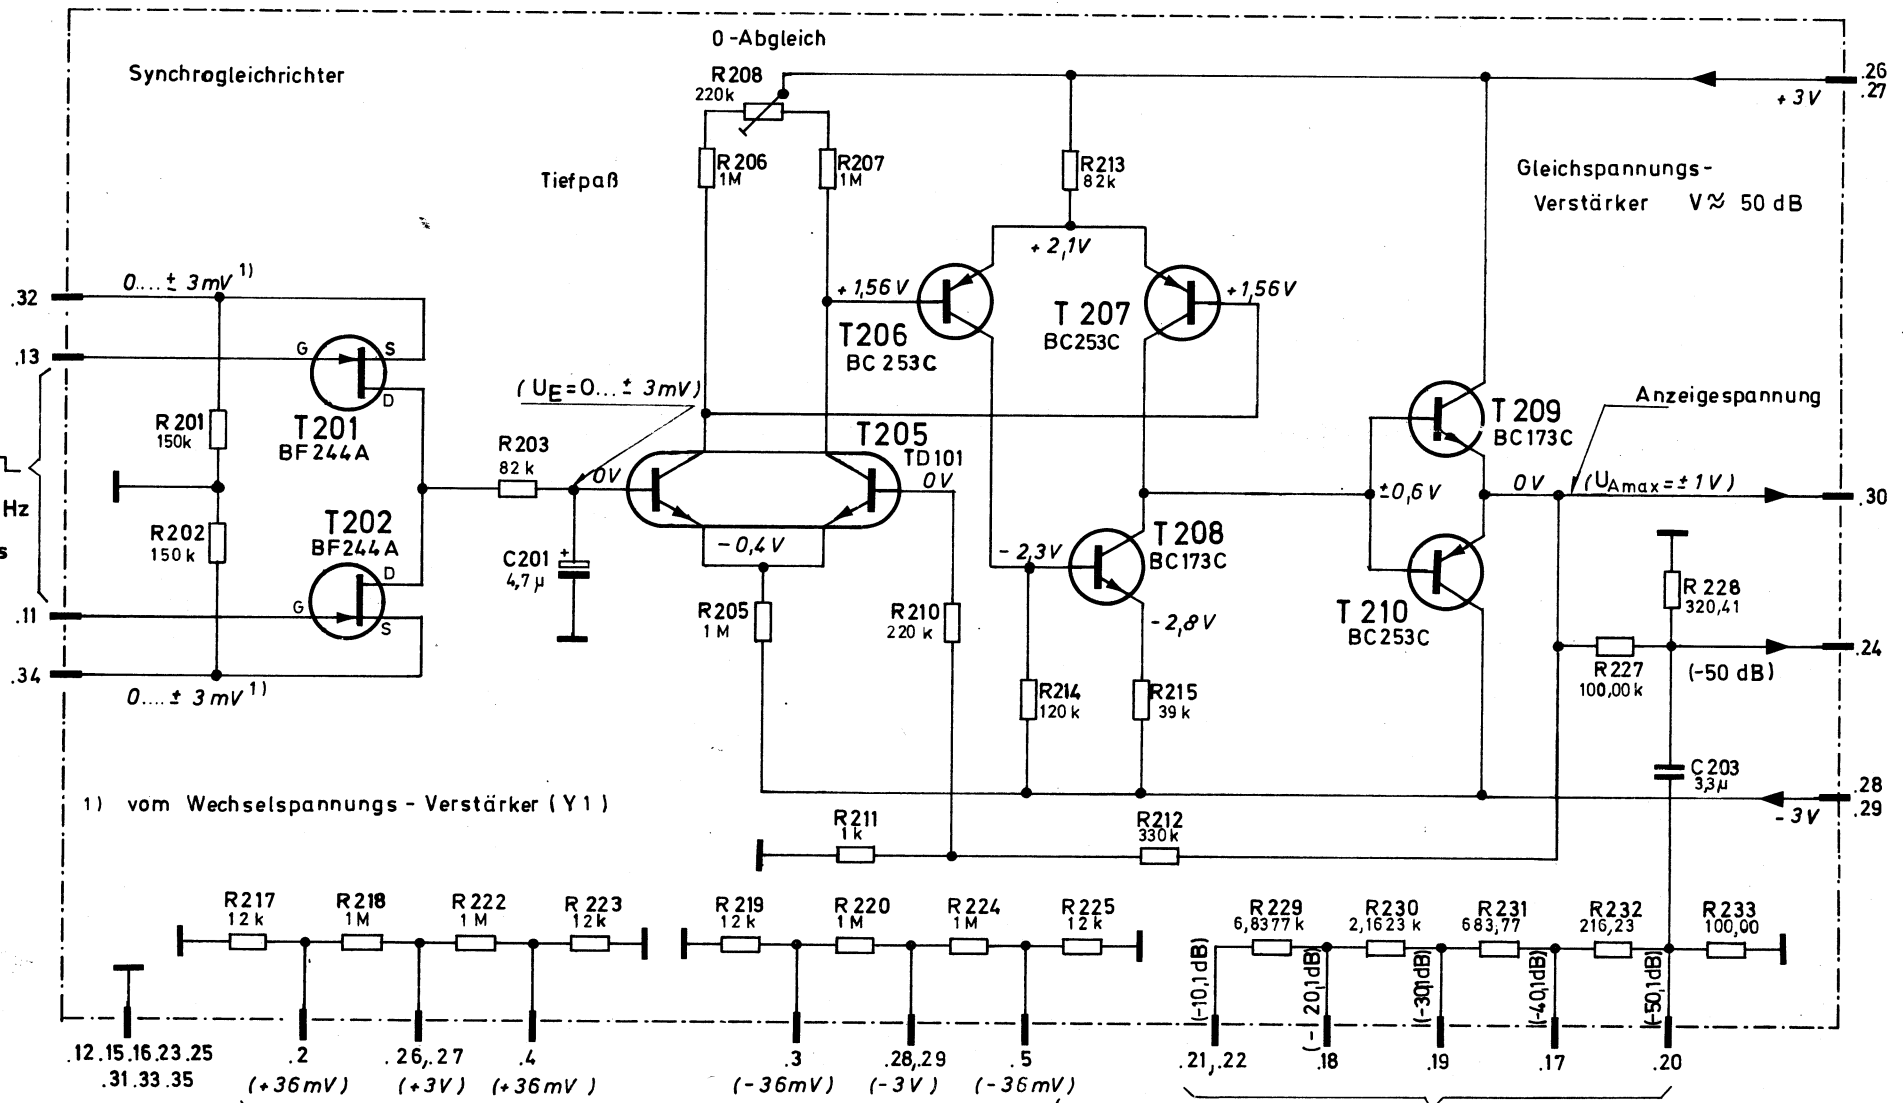 0-Abgleich
Synchrogleichrichter
R208
220k
.26
.27
+3V
R206
1M
R207
1M
R213
82k
Tiefpaß
Gleichspannungs-
Verstärker V≈ 50 dB
+2,1V
0....± 3mV 1)
.32
+1,56V
+1,56V
T206
BC253C
T207
BC253C
.13
G
S
D
T201
BF244A
R201
150k
(UE=0...± 3mV)
Anzeigespannung
T209
BC173C
R203
82k
T205
TD101
0V
0V
±0,6V
0V
(UAmax=±1V)
.30
Hz
s
R202
150k
T202
BF244A
D
G
S
C201
4,7µ
+
-0,4V
-2,3V
T208
BC173C
T210
BC253C
R228
320,41
.11
R205
1M
R210
220k
-2,8V
.34
0....± 3mV 1)
R227
100,00k
.24
(-50 dB)
R214
120k
R215
39k
C203
3,3µ
.28
.29
-3V
1) vom Wechselspannungs-Verstärker (Y1)
R211
1k
R212
330k
R217
12k
R218
1M
R222
1M
R223
12k
R219
12k
R220
1M
R224
1M
R225
12k
R229
6,8377k
R230
2,1623k
R231
683,77
R232
216,23
R233
100,00
(-10,1dB)
(-20,1dB)
(-30,1dB)
(-40,1dB)
(-50,1dB)
.12.15.16.23.25
.31.33.35
.2
(+36mV)
.26,.27
(+3V)
.4
(+36mV)
.3
(-36mV)
.28,.29
(-3V)
.5
(-36mV)
.21,.22
.18
.19
.17
.20